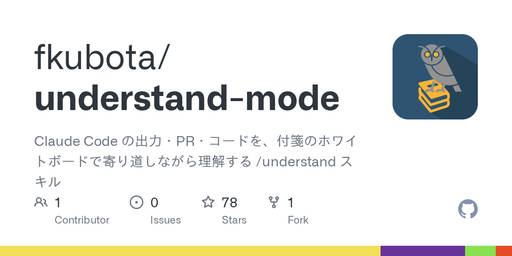 fkubota/
understand-mode
Claude Code の出力・PR・コードを、付箋のホワイ
トボードで寄り道しながら理解する /understand ス
キル
1 0 78 1
Contributor Issues Stars Fork